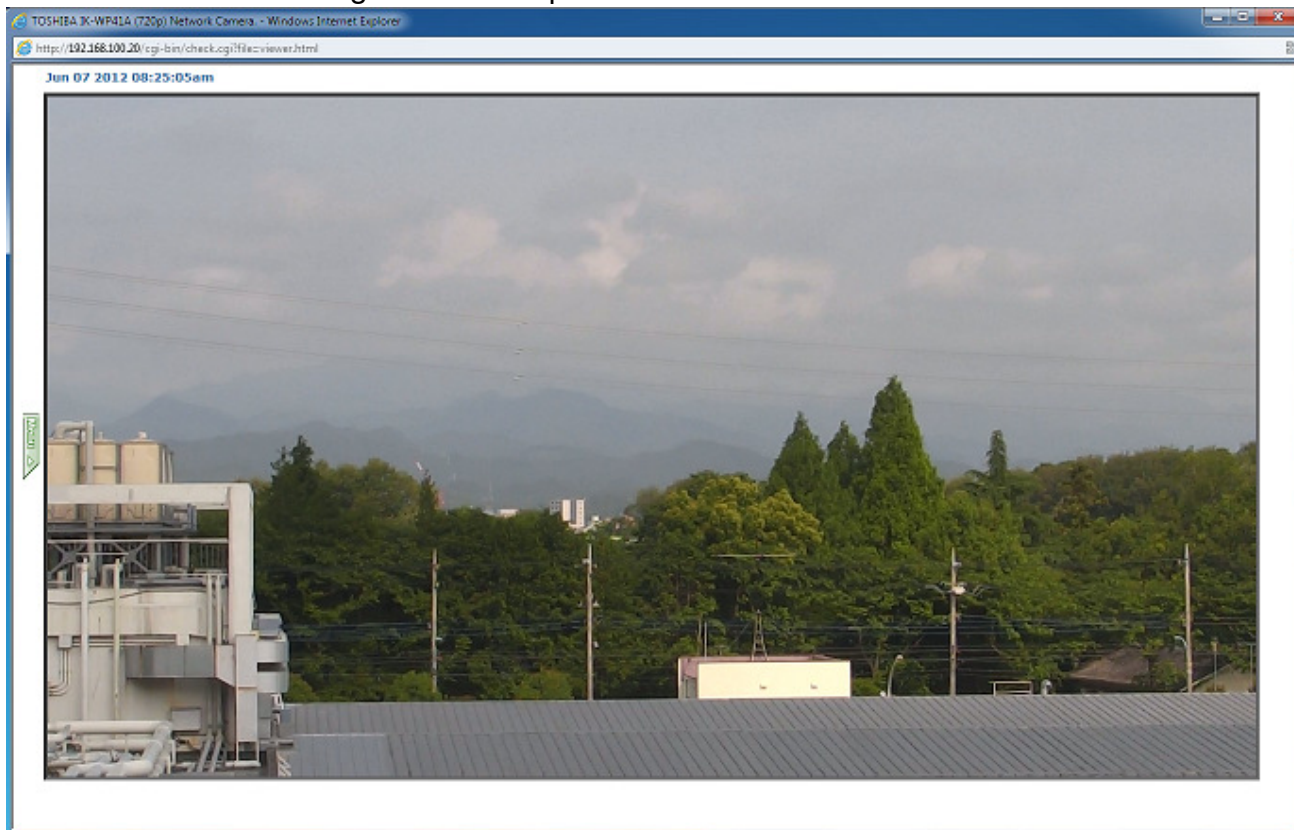 TOSHIBA IK-WP41A (720p) Network Camera. - Windows Internet Explorer
http://192.168.100.20/cgi-bin/check.cgi?file=viewer.html
Jun 07 2012 08:25:05am
Menu